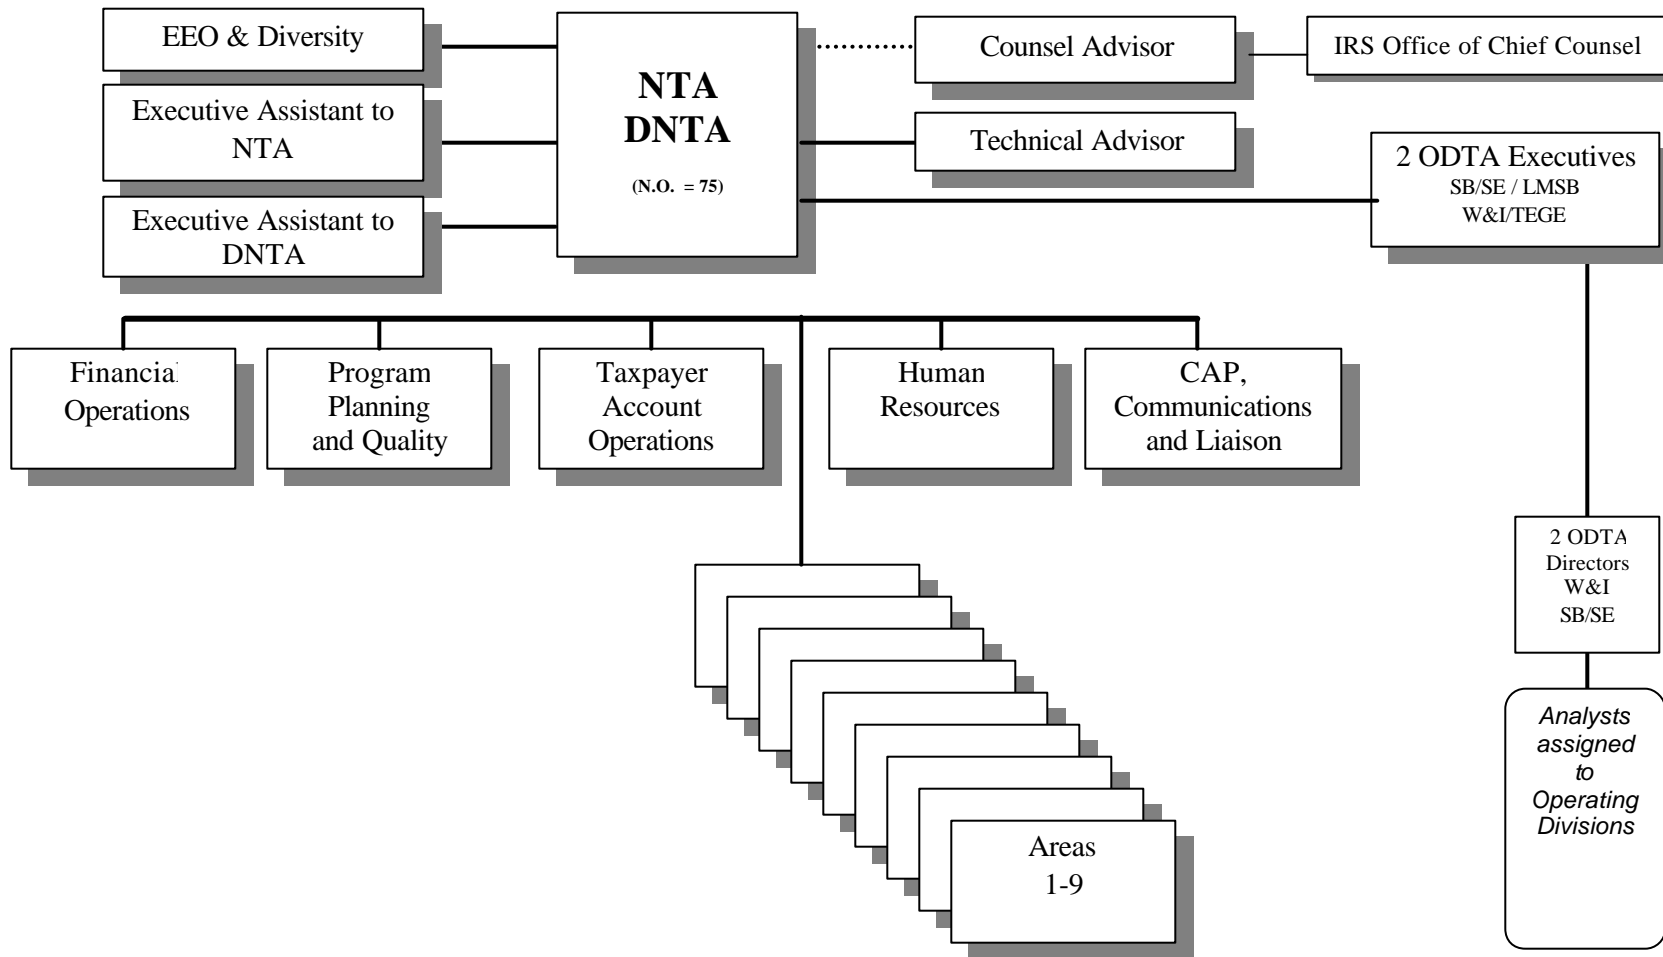 EEO & Diversity
Executive Assistant to
NTA
Executive Assistant to
DNTA
NTA
DNTA
(N.O. = 75)
Counsel Advisor
IRS Office of Chief Counsel
Technical Advisor
2 ODTA Executives
SB/SE / LMSB
W&I/TEGE
Financial
Operations
Program
Planning
and Quality
Taxpayer
Account
Operations
Human
Resources
CAP,
Communications
and Liaison
2 ODTA
Directors
W&I
SB/SE
Analysts
assigned
to
Operating
Divisions
Areas
1-9